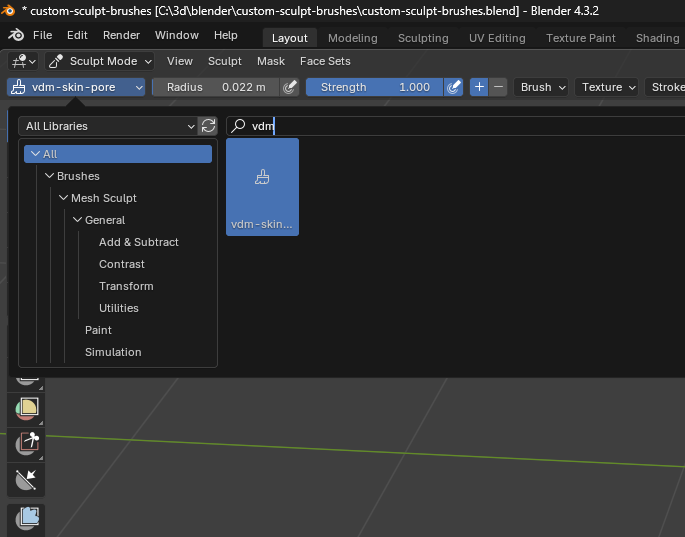 * custom-sculpt-brushes [C:\3d\blender\custom-sculpt-brushes\custom-sculpt-brushes.blend] - Blender 4.3.2
File Edit Render Window Help Layout Modeling Sculpting UV Editing Texture Paint Shading
Sculpt Mode View Sculpt Mask Face Sets
vdm-skin-pore Radius 0.022 m Strength 1.000 + − Brush Texture Stroke
All Libraries vdm
All
Brushes
Mesh Sculpt
General
vdm-skin...
Add & Subtract
Contrast
Transform
Utilities
Paint
Simulation